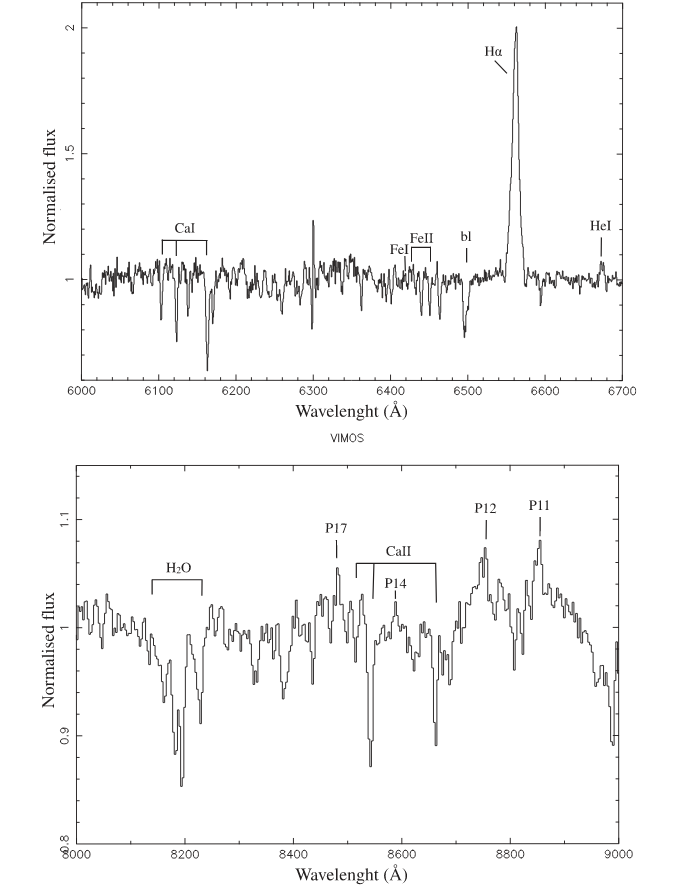 2
Hα
Normalised flux
1.5
CaI
FeII
bl
FeI
HeI
1
6000 6100 6200 6300 6400 6500 6600 6700
Wavelenght (Å)
VIMOS
1.1
P12
P11
P17
CaII
H₂O
P14
Normalised flux
1
0.9
0.8
8000 8200 8400 8600 8800 9000
Wavelenght (Å)